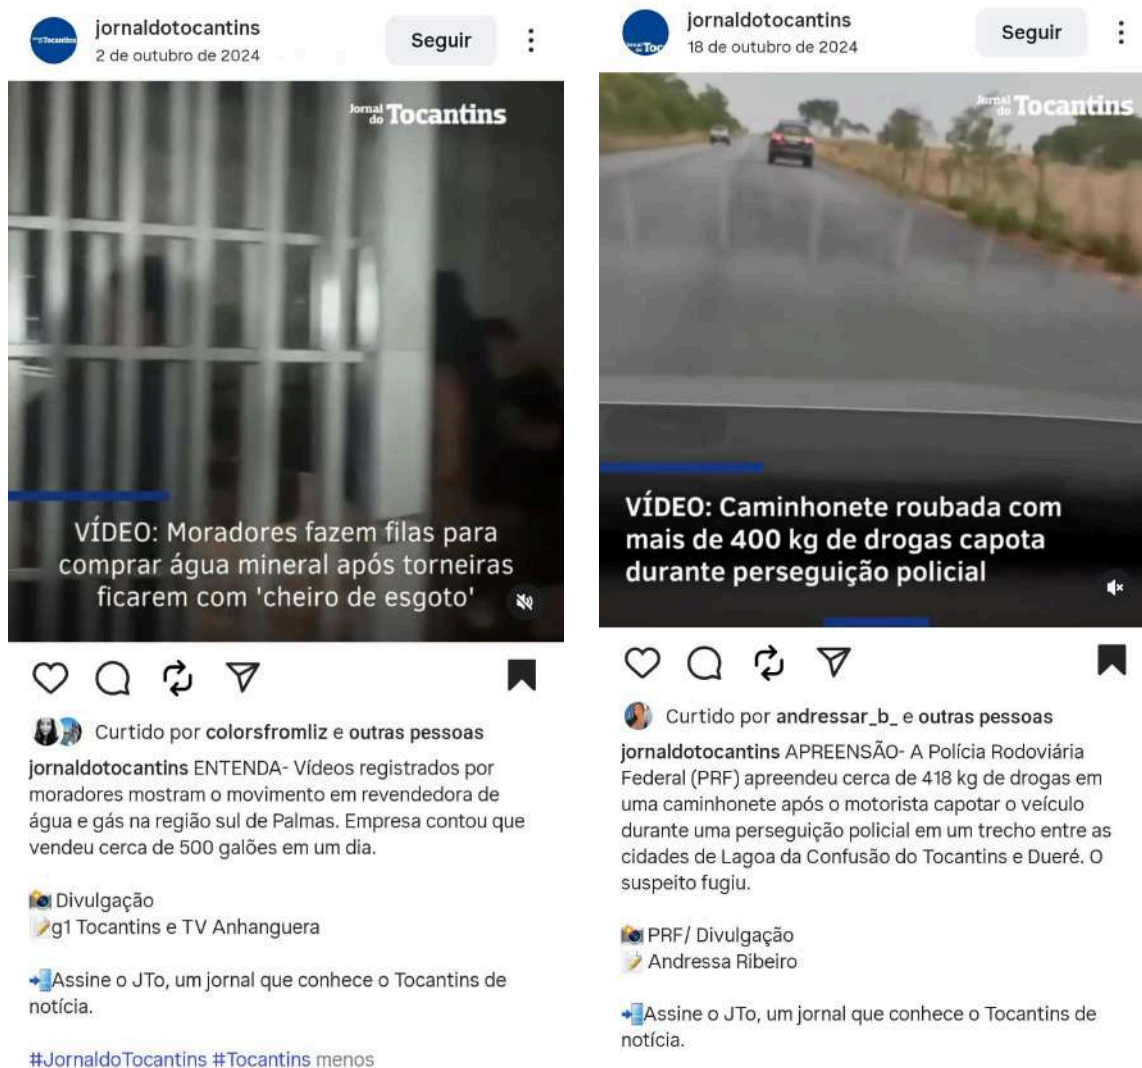 jornaldotocantins
2 de outubro de 2024
Seguir
Jornal do Tocantins
VÍDEO: Moradores fazem filas para
comprar água mineral após torneiras
ficarem com 'cheiro de esgoto'
Curtido por colorsfromliz e outras pessoas
jornaldotocantins ENTENDA- Vídeos registrados por
moradores mostram o movimento em revendedora de
água e gás na região sul de Palmas. Empresa contou que
vendeu cerca de 500 galões em um dia.
Divulgação
g1 Tocantins e TV Anhanguera
Assine o JTo, um jornal que conhece o Tocantins de
notícia.
#JornaldoTocantins #Tocantins menos
jornaldotocantins
18 de outubro de 2024
Seguir
Jornal do Tocantins
VÍDEO: Caminhonete roubada com
mais de 400 kg de drogas capota
durante perseguição policial
Curtido por andressar_b_ e outras pessoas
jornaldotocantins APREENSÃO- A Polícia Rodoviária
Federal (PRF) apreendeu cerca de 418 kg de drogas em
uma caminhonete após o motorista capotar o veículo
durante uma perseguição policial em um trecho entre as
cidades de Lagoa da Confusão do Tocantins e Dueré. O
suspeito fugiu.
PRF/ Divulgação
Andressa Ribeiro
Assine o JTo, um jornal que conhece o Tocantins de
notícia.